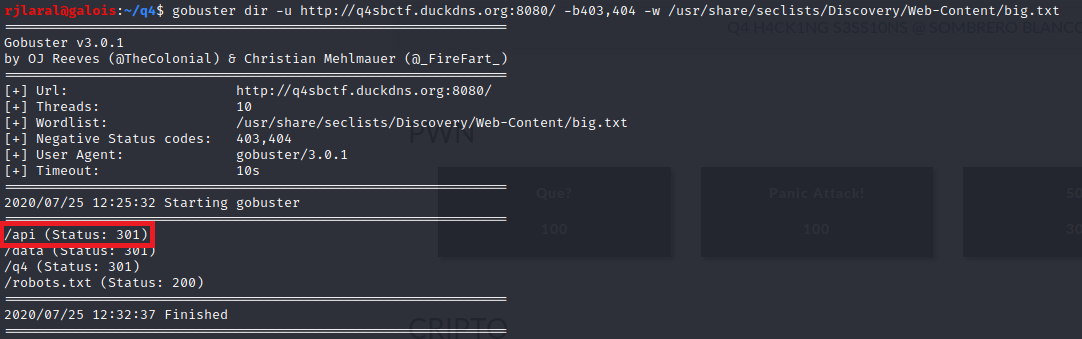 rjlaral@galois:~/q4$ gobuster dir -u http://q4sbctf.duckdns.org:8080/ -b403,404 -w /usr/share/seclists/Discovery/Web-Content/big.txt
===============================================================
Gobuster v3.0.1
by OJ Reeves (@TheColonial) & Christian Mehlmauer (@_FireFart_)
===============================================================
[+] Url: http://q4sbctf.duckdns.org:8080/
[+] Threads: 10
[+] Wordlist: /usr/share/seclists/Discovery/Web-Content/big.txt
[+] Negative Status codes: 403,404
[+] User Agent: gobuster/3.0.1
[+] Timeout: 10s
===============================================================
2020/07/25 12:25:32 Starting gobuster
===============================================================
/api (Status: 301)
/data (Status: 301)
/q4 (Status: 301)
/robots.txt (Status: 200)
===============================================================
2020/07/25 12:32:37 Finished
===============================================================
Q4 H4CK1NG S3SS10NS @ SOMBRERO BLANCO
PWN
Que?
100
Panic Attack!
100
CRIPTO